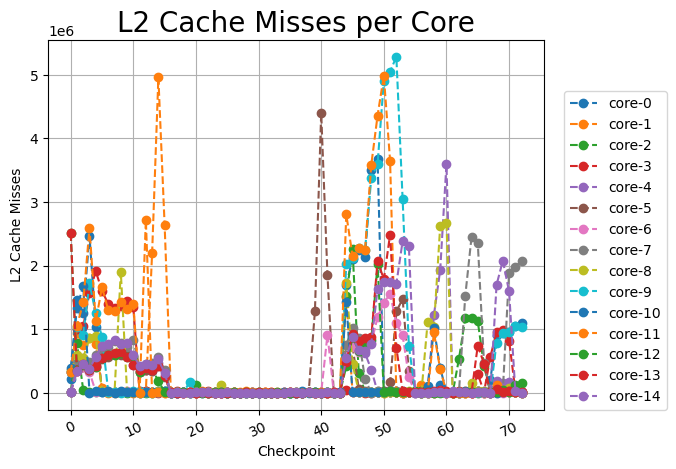 L2 Cache Misses per Core
1e6
5
4
3
2
1
0
L2 Cache Misses
0
10
20
30
40
50
60
70
Checkpoint
core-0
core-1
core-2
core-3
core-4
core-5
core-6
core-7
core-8
core-9
core-10
core-11
core-12
core-13
core-14